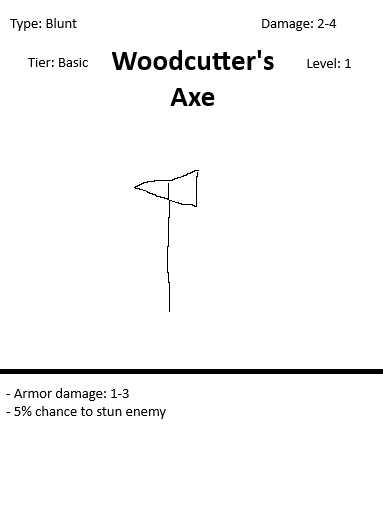 Type: Blunt
Damage: 2-4
Tier: Basic
Woodcutter's
Axe
Level: 1
- Armor damage: 1-3
- 5% chance to stun enemy